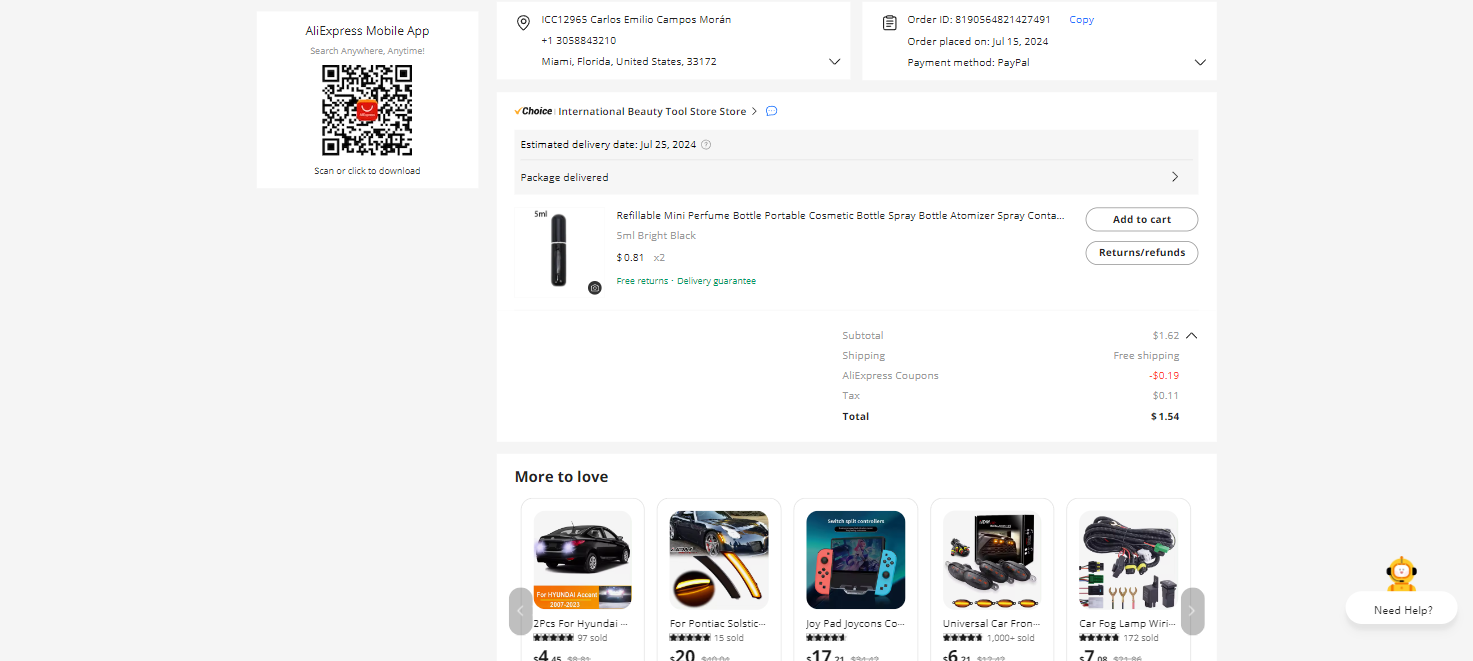 AliExpress Mobile App
Search Anywhere, Anytime!
Scan or click to download
ICC12965 Carlos Emilio Campos Morán
+1 3058843210
Miami, Florida, United States, 33172
Order ID: 8190564821427491 Copy
Order placed on: Jul 15, 2024
Payment method: PayPal
Choice International Beauty Tool Store Store
Estimated delivery date: Jul 25, 2024
Package delivered
5ml
Refillable Mini Perfume Bottle Portable Cosmetic Bottle Spray Bottle Atomizer Spray Conta...
5ml Bright Black
$0.81 x2
Free returns · Delivery guarantee
Add to cart
Returns/refunds
Subtotal $1.62
Shipping Free shipping
AliExpress Coupons -$0.19
Tax $0.11
Total $1.54
More to love
For HYUNDAI Accent
2007-2023
2Pcs For Hyundai ...
97 sold
$4.45 $8.81
For Pontiac Solstic...
15 sold
$20 $40.04
Switch split controllers
Joy Pad Joycons Co...
$17.21 $34.42
Universal Car Fron...
1,000+ sold
$6.21 $12.42
Car Fog Lamp Wiri...
172 sold
$7.08 $21.86
Need Help?